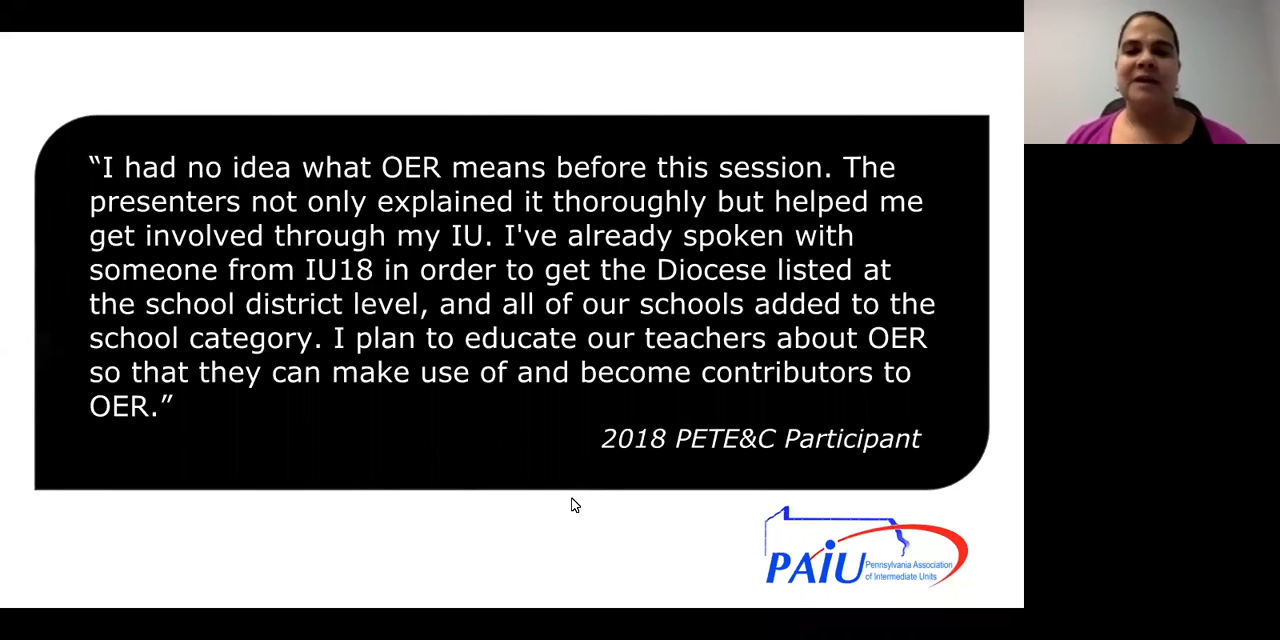 “I had no idea what OER means before this session. The
presenters not only explained it thoroughly but helped me
get involved through my IU. I've already spoken with
someone from IU18 in order to get the Diocese listed at
the school district level, and all of our schools added to the
school category. I plan to educate our teachers about OER
so that they can make use of and become contributors to
OER.”
2018 PETE&C Participant
PAIU
Pennsylvania Association
of Intermediate Units